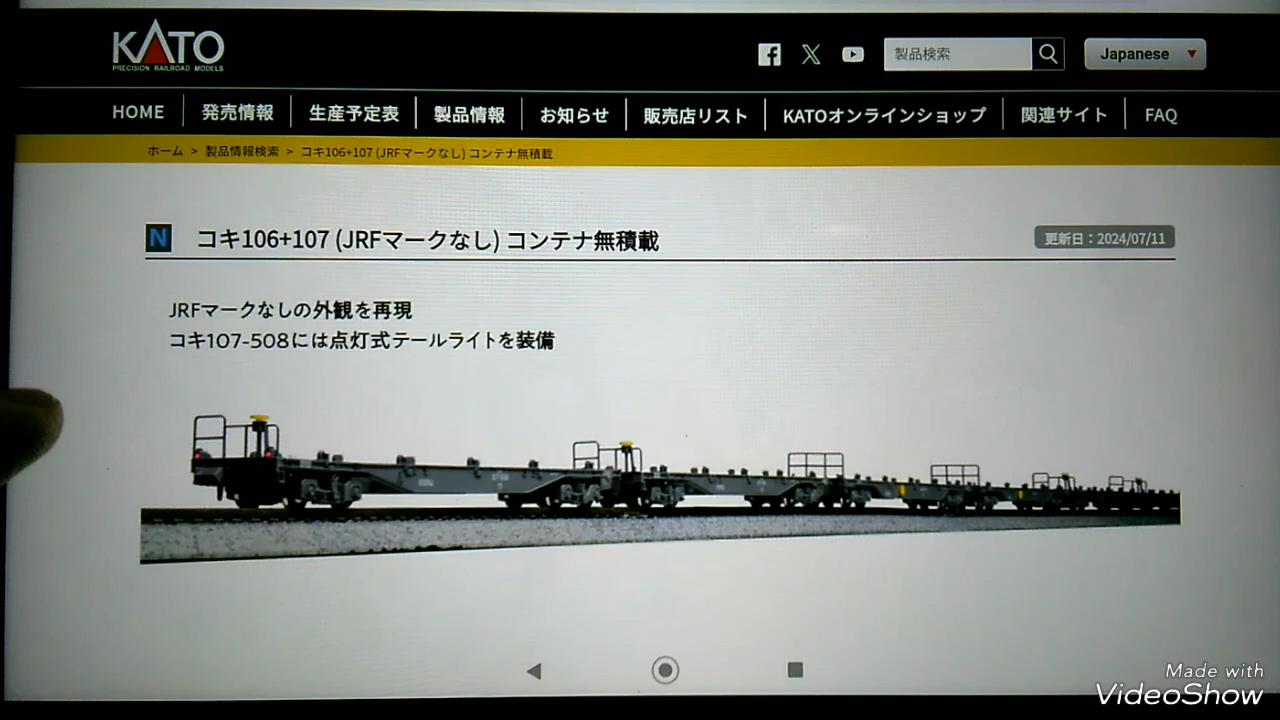 KATO
PRECISION RAILROAD MODELS
製品検索
Japanese
HOME
発売情報
生産予定表
製品情報
お知らせ
販売店リスト
KATOオンラインショップ
関連サイト
FAQ
ホーム > 製品情報検索 > コキ106+107 (JRFマークなし) コンテナ無積載
N コキ106+107 (JRFマークなし) コンテナ無積載
更新日：2024/07/11
JRFマークなしの外観を再現
コキ107-508には点灯式テールライトを装備
Made with
VideoShow